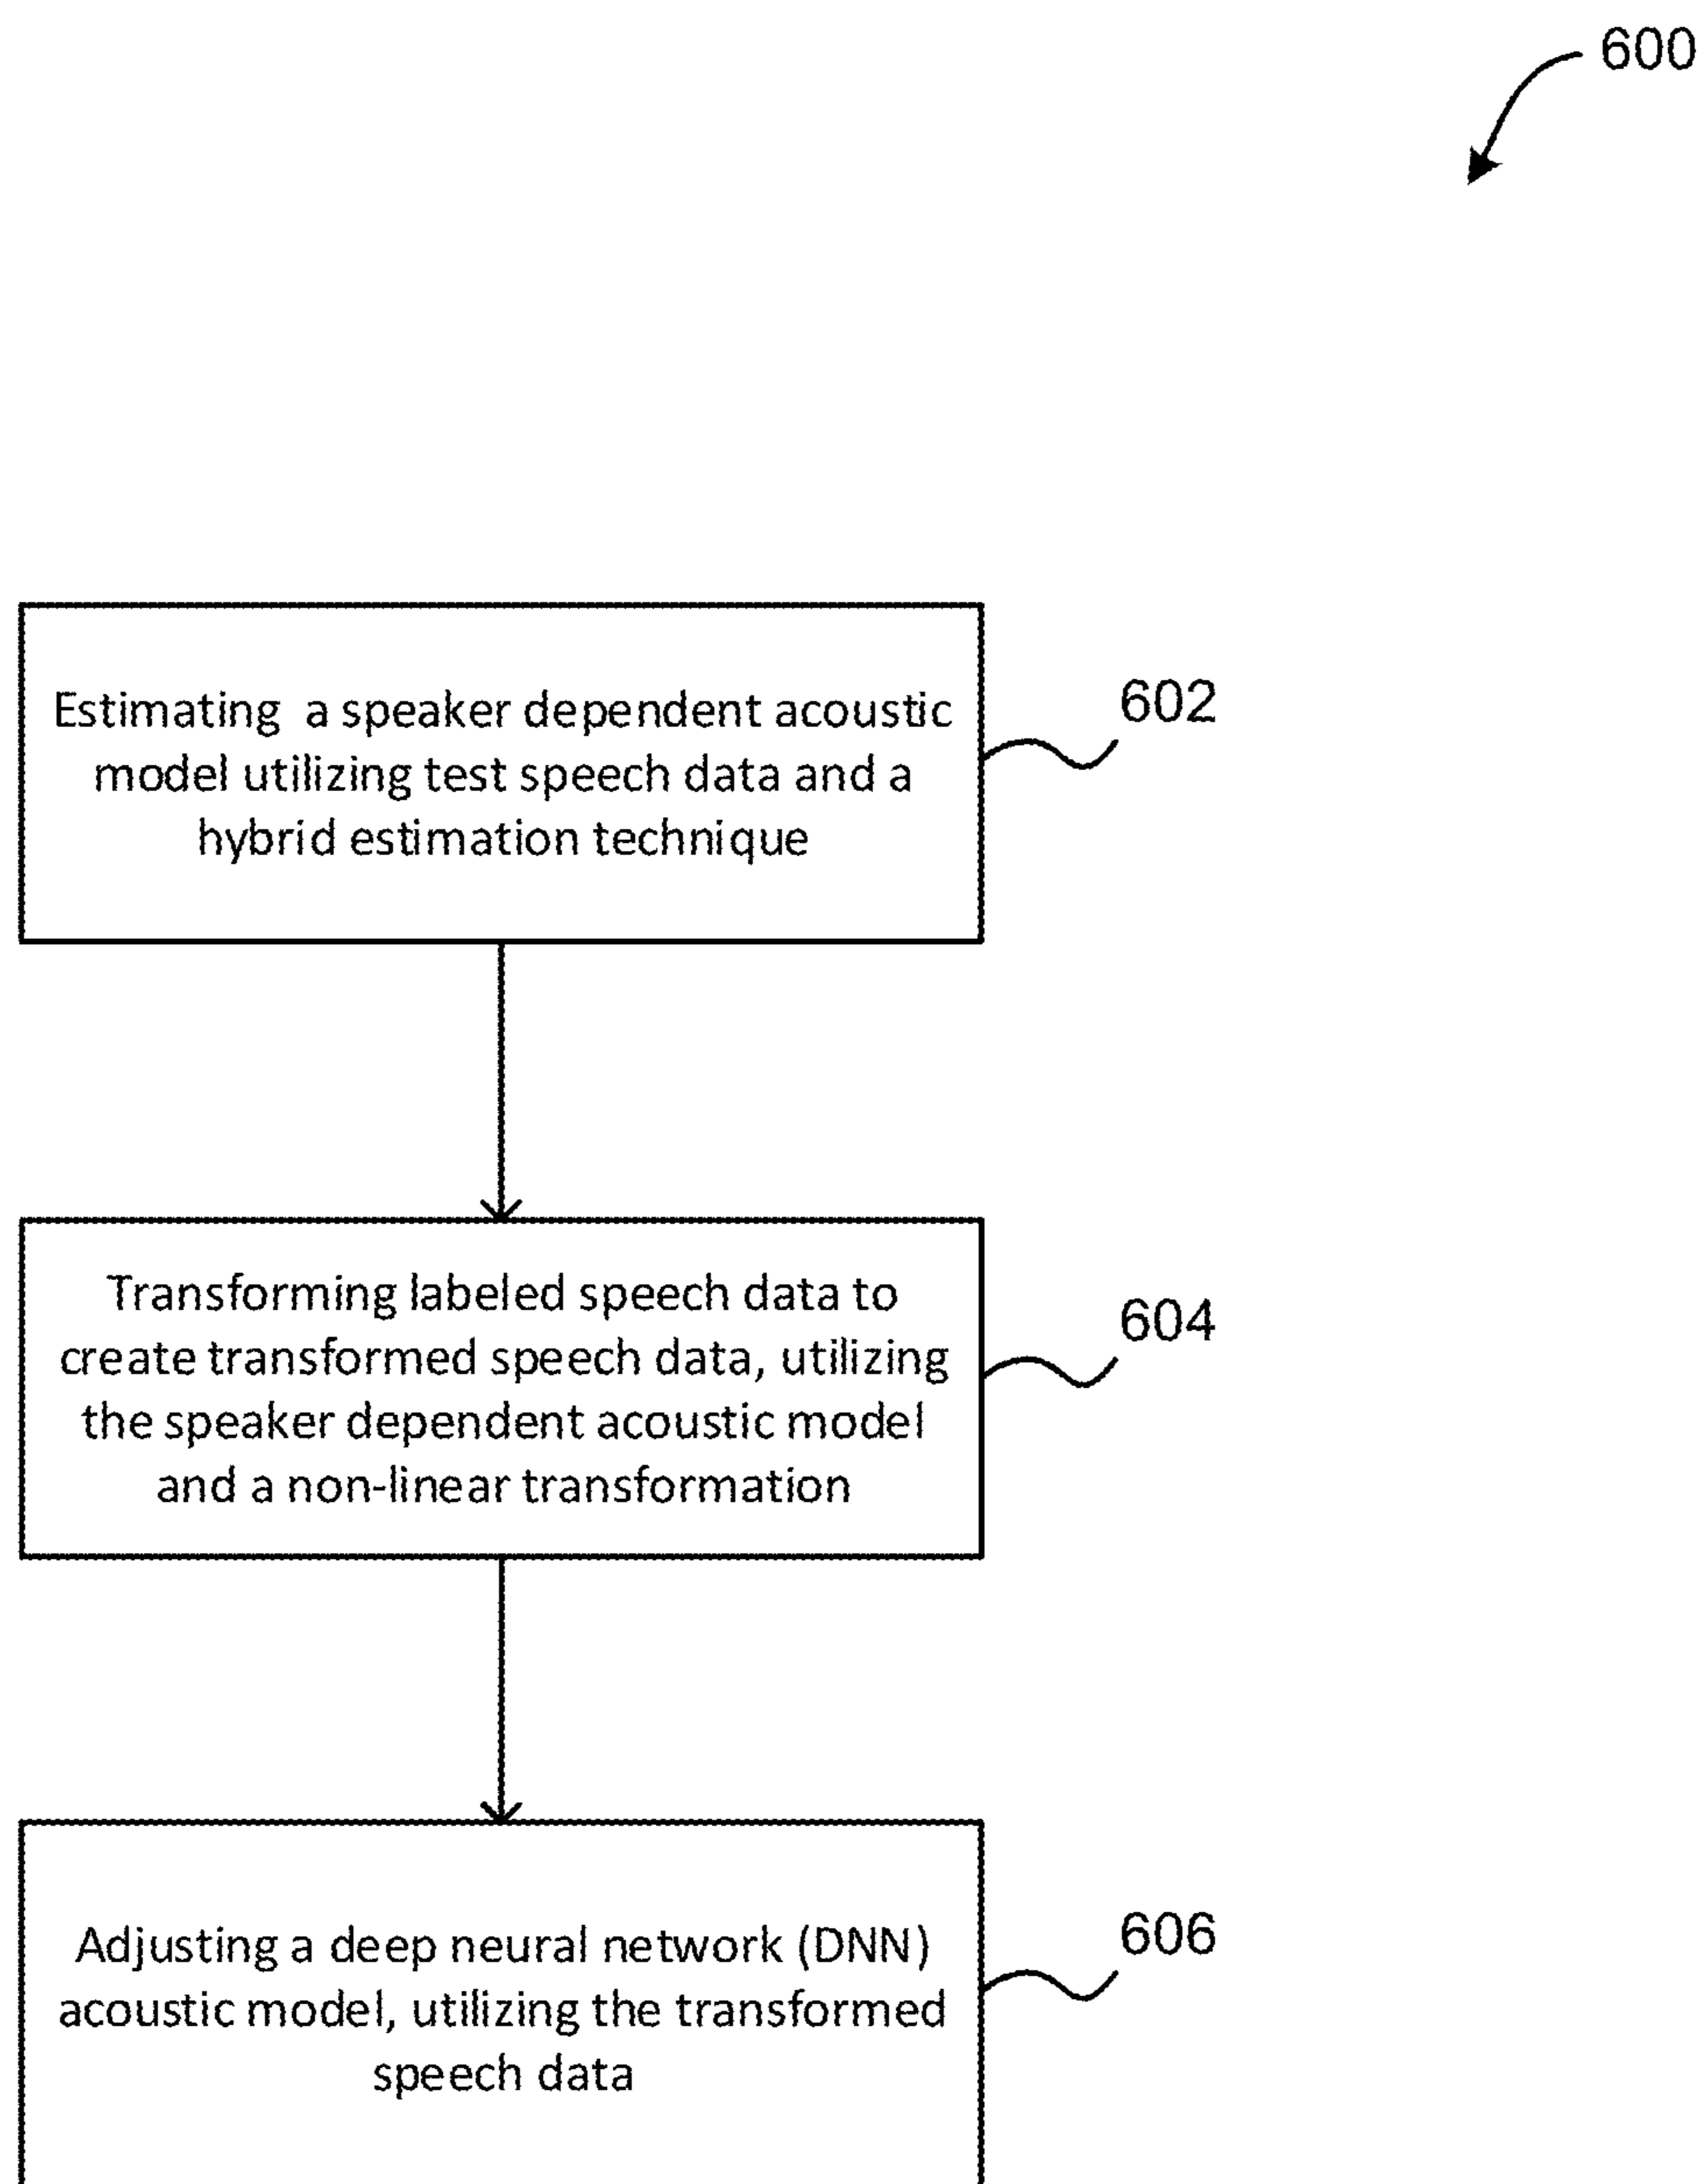 600
Estimating a speaker dependent acoustic
model utilizing test speech data and a
hybrid estimation technique
602
Transforming labeled speech data to
create transformed speech data, utilizing
the speaker dependent acoustic model
and a non-linear transformation
604
Adjusting a deep neural network (DNN)
acoustic model, utilizing the transformed
speech data
606